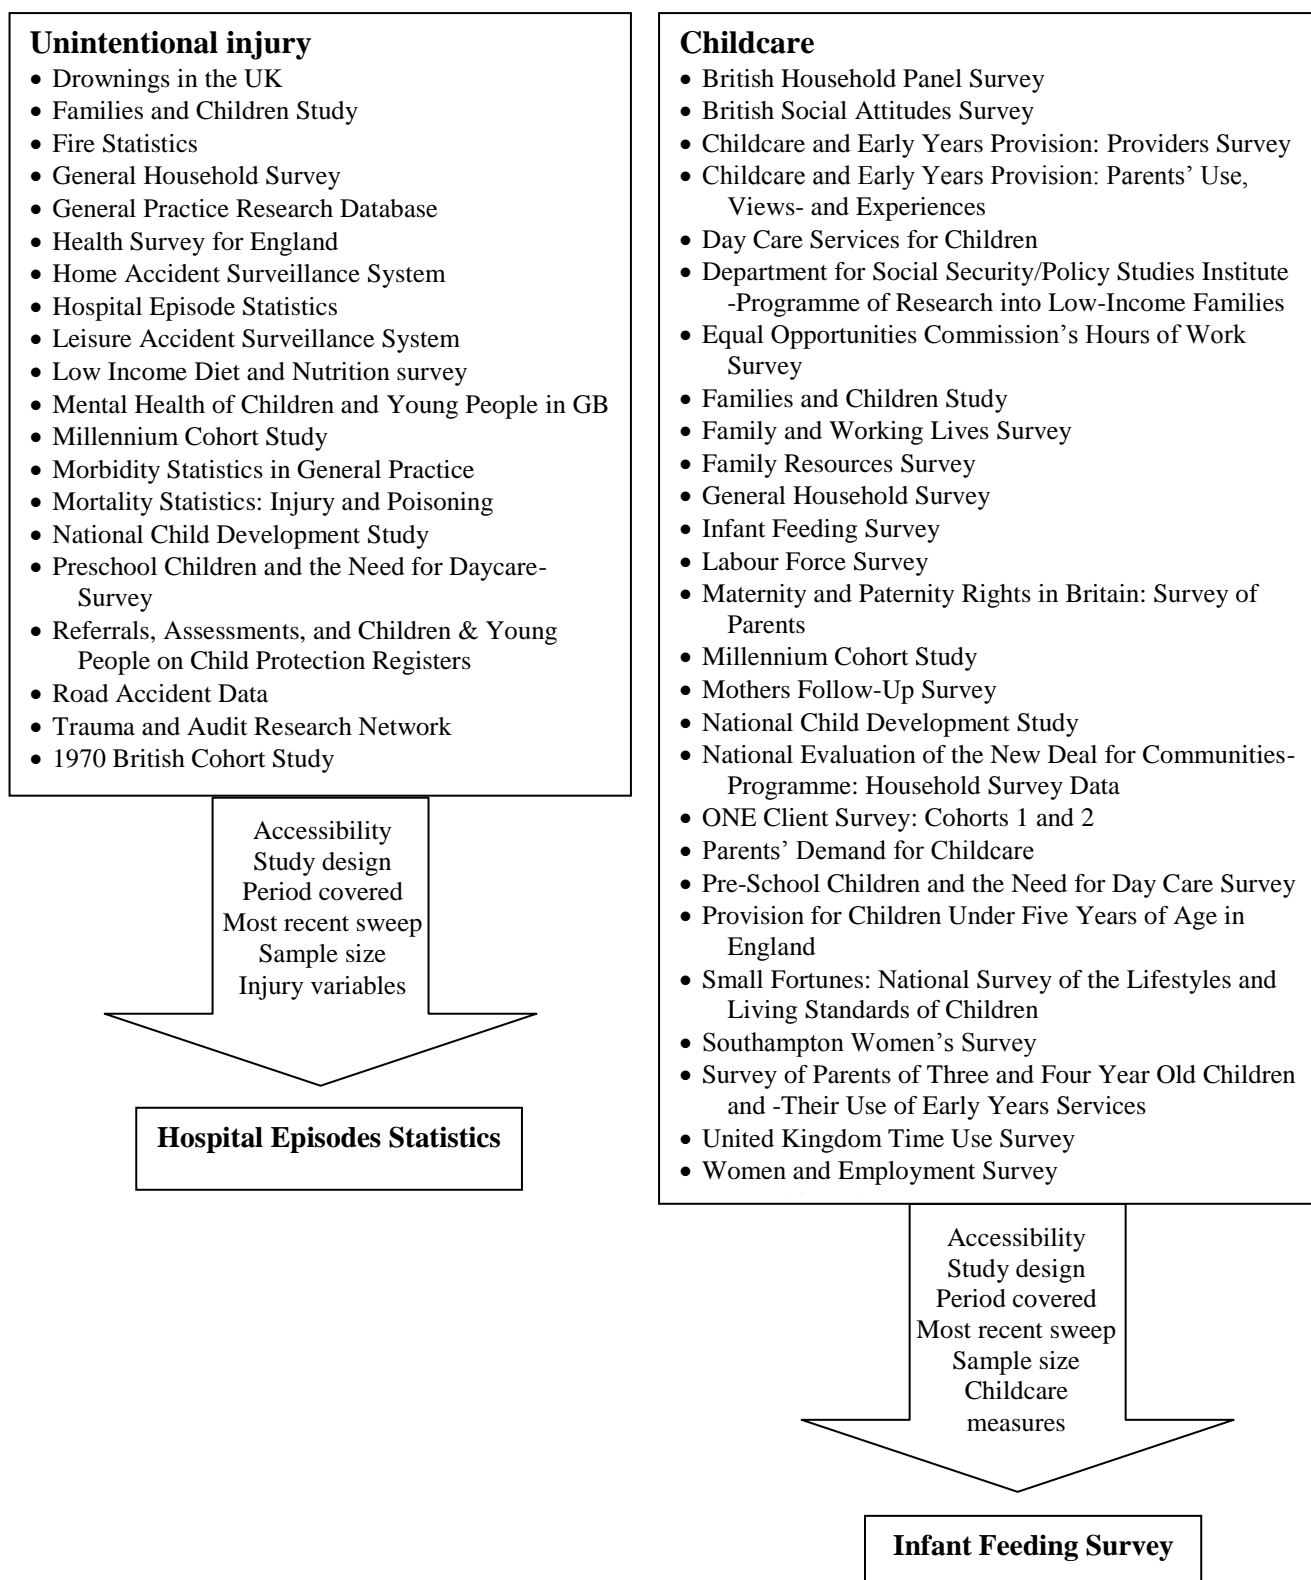 Unintentional injury
• Drownings in the UK
• Families and Children Study
• Fire Statistics
• General Household Survey
• General Practice Research Database
• Health Survey for England
• Home Accident Surveillance System
• Hospital Episode Statistics
• Leisure Accident Surveillance System
• Low Income Diet and Nutrition survey
• Mental Health of Children and Young People in GB
• Millennium Cohort Study
• Morbidity Statistics in General Practice
• Mortality Statistics: Injury and Poisoning
• National Child Development Study
• Preschool Children and the Need for Daycare-
Survey
• Referrals, Assessments, and Children & Young
People on Child Protection Registers
• Road Accident Data
• Trauma and Audit Research Network
• 1970 British Cohort Study
Accessibility
Study design
Period covered
Most recent sweep
Sample size
Injury variables
Hospital Episodes Statistics
Childcare
• British Household Panel Survey
• British Social Attitudes Survey
• Childcare and Early Years Provision: Providers Survey
• Childcare and Early Years Provision: Parents’ Use,
Views- and Experiences
• Day Care Services for Children
• Department for Social Security/Policy Studies Institute
-Programme of Research into Low-Income Families
• Equal Opportunities Commission’s Hours of Work
Survey
• Families and Children Study
• Family and Working Lives Survey
• Family Resources Survey
• General Household Survey
• Infant Feeding Survey
• Labour Force Survey
• Maternity and Paternity Rights in Britain: Survey of
Parents
• Millennium Cohort Study
• Mothers Follow-Up Survey
• National Child Development Study
• National Evaluation of the New Deal for Communities-
Programme: Household Survey Data
• ONE Client Survey: Cohorts 1 and 2
• Parents’ Demand for Childcare
• Pre-School Children and the Need for Day Care Survey
• Provision for Children Under Five Years of Age in
England
• Small Fortunes: National Survey of the Lifestyles and
Living Standards of Children
• Southampton Women’s Survey
• Survey of Parents of Three and Four Year Old Children
and -Their Use of Early Years Services
• United Kingdom Time Use Survey
• Women and Employment Survey
Accessibility
Study design
Period covered
Most recent sweep
Sample size
Childcare
measures
Infant Feeding Survey